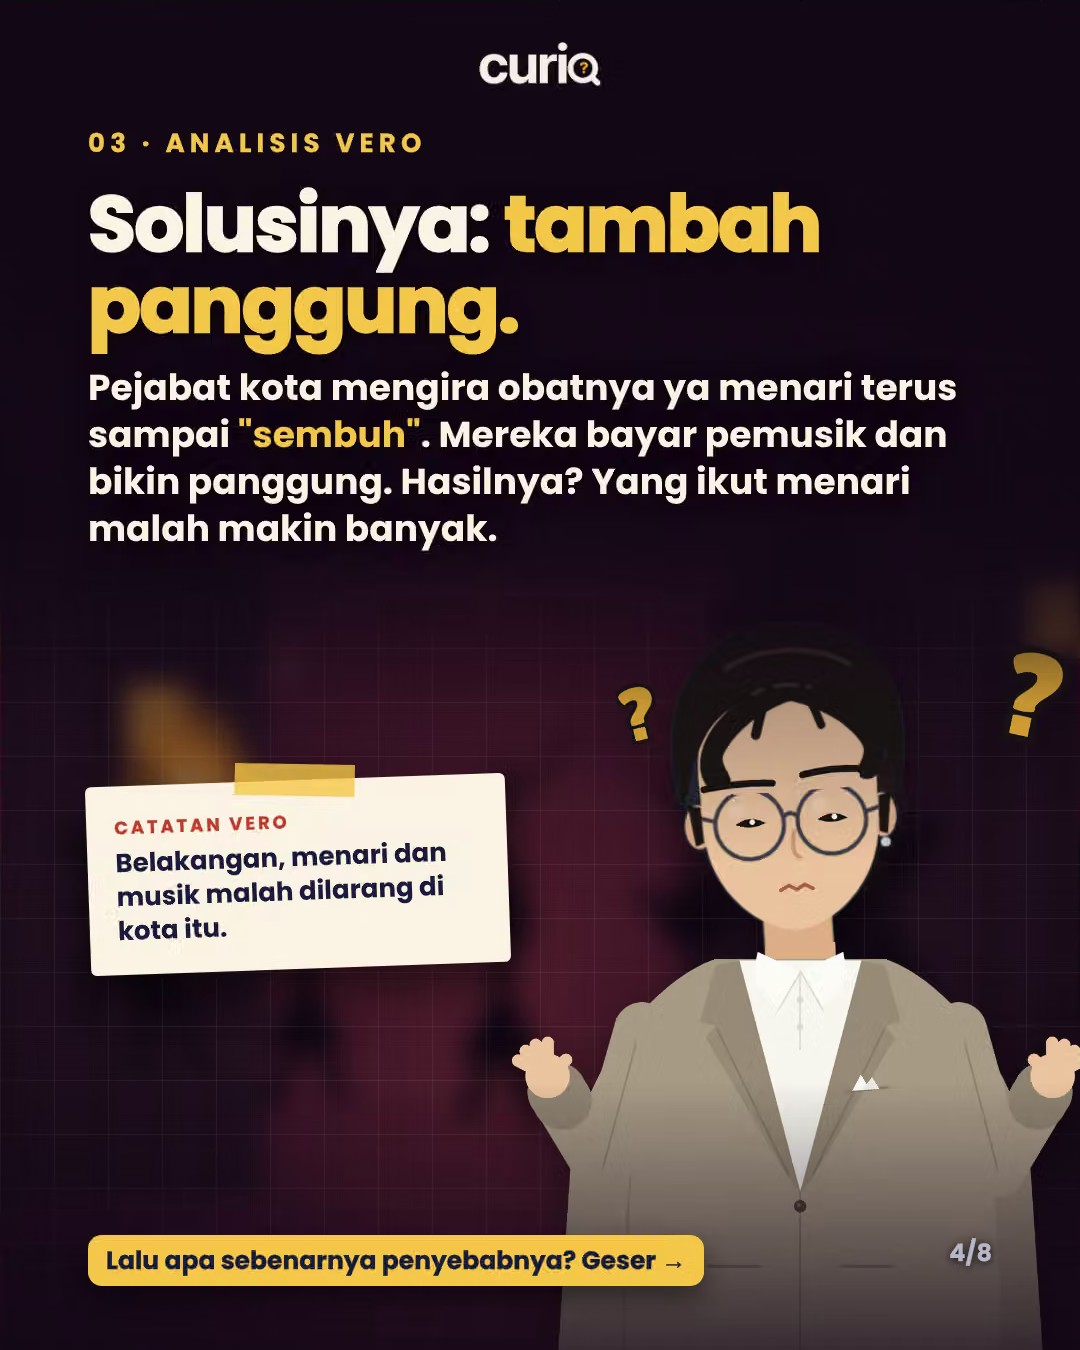 curio
03 · ANALISIS VERO
Solusinya: tambah
panggung.
Pejabat kota mengira obatnya ya menari terus
sampai "sembuh". Mereka bayar pemusik dan
bikin panggung. Hasilnya? Yang ikut menari
malah makin banyak.
?
?
CATATAN VERO
Belakangan, menari dan
musik malah dilarang di
kota itu.
Lalu apa sebenarnya penyebabnya? Geser →
4/8